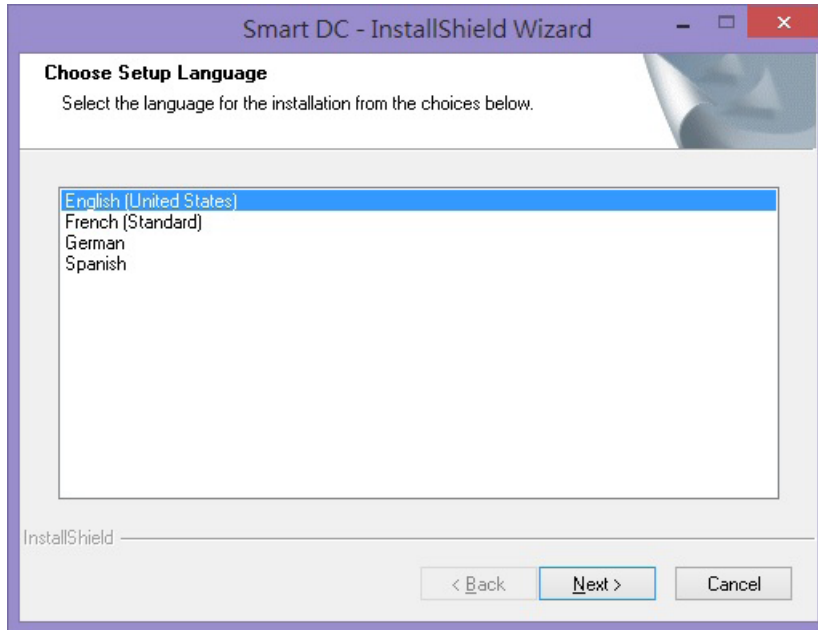 Smart DC - InstallShield Wizard
Choose Setup Language
Select the language for the installation from the choices below.
English (United States)
French (Standard)
German
Spanish
InstallShield
< Back
Next >
Cancel